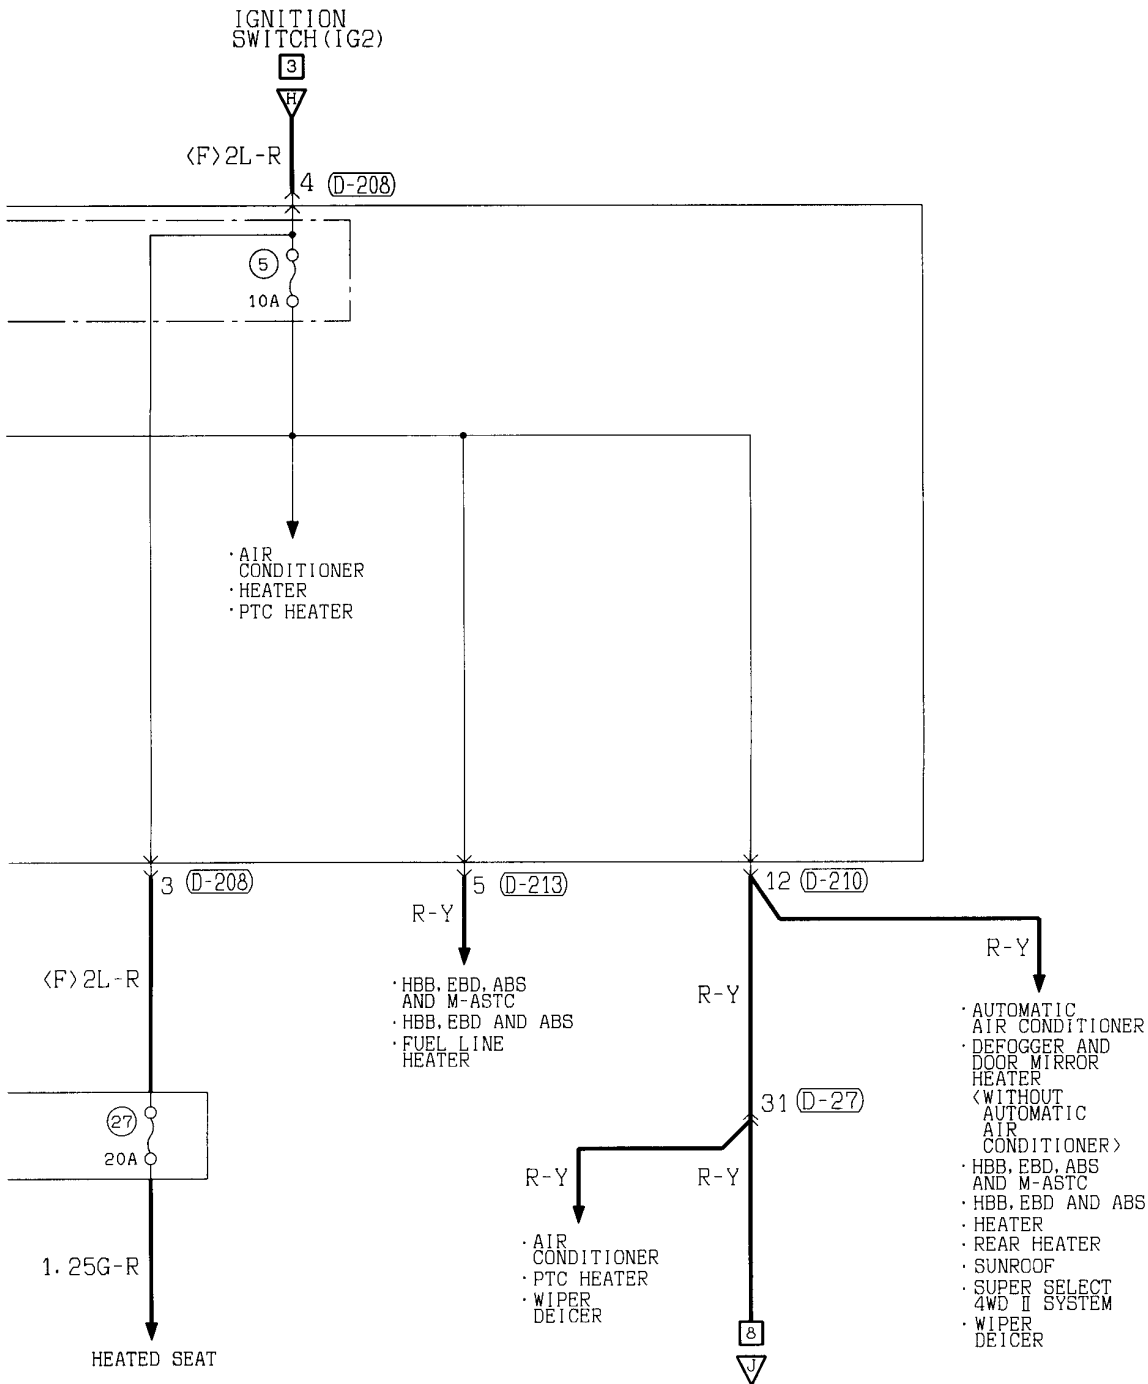 IGNITION
SWITCH(IG2)
3
H
<F>2L-R
4 (D-208)
5
10A
· AIR
CONDITIONER
· HEATER
· PTC HEATER
3 (D-208)
5 (D-213)
12 (D-210)
R-Y
R-Y
<F>2L-R
R-Y
· HBB, EBD, ABS
AND M-ASTC
· HBB, EBD AND ABS
· FUEL LINE
HEATER
· AUTOMATIC
AIR CONDITIONER
· DEFOGGER AND
DOOR MIRROR
HEATER
<WITHOUT
AUTOMATIC
AIR
CONDITIONER>
· HBB, EBD, ABS
AND M-ASTC
· HBB, EBD AND ABS
· HEATER
· REAR HEATER
· SUNROOF
· SUPER SELECT
4WD Ⅱ SYSTEM
· WIPER
DEICER
31 (D-27)
27
20A
R-Y
R-Y
· AIR
CONDITIONER
· PTC HEATER
· WIPER
DEICER
1.25G-R
8
J
HEATED SEAT